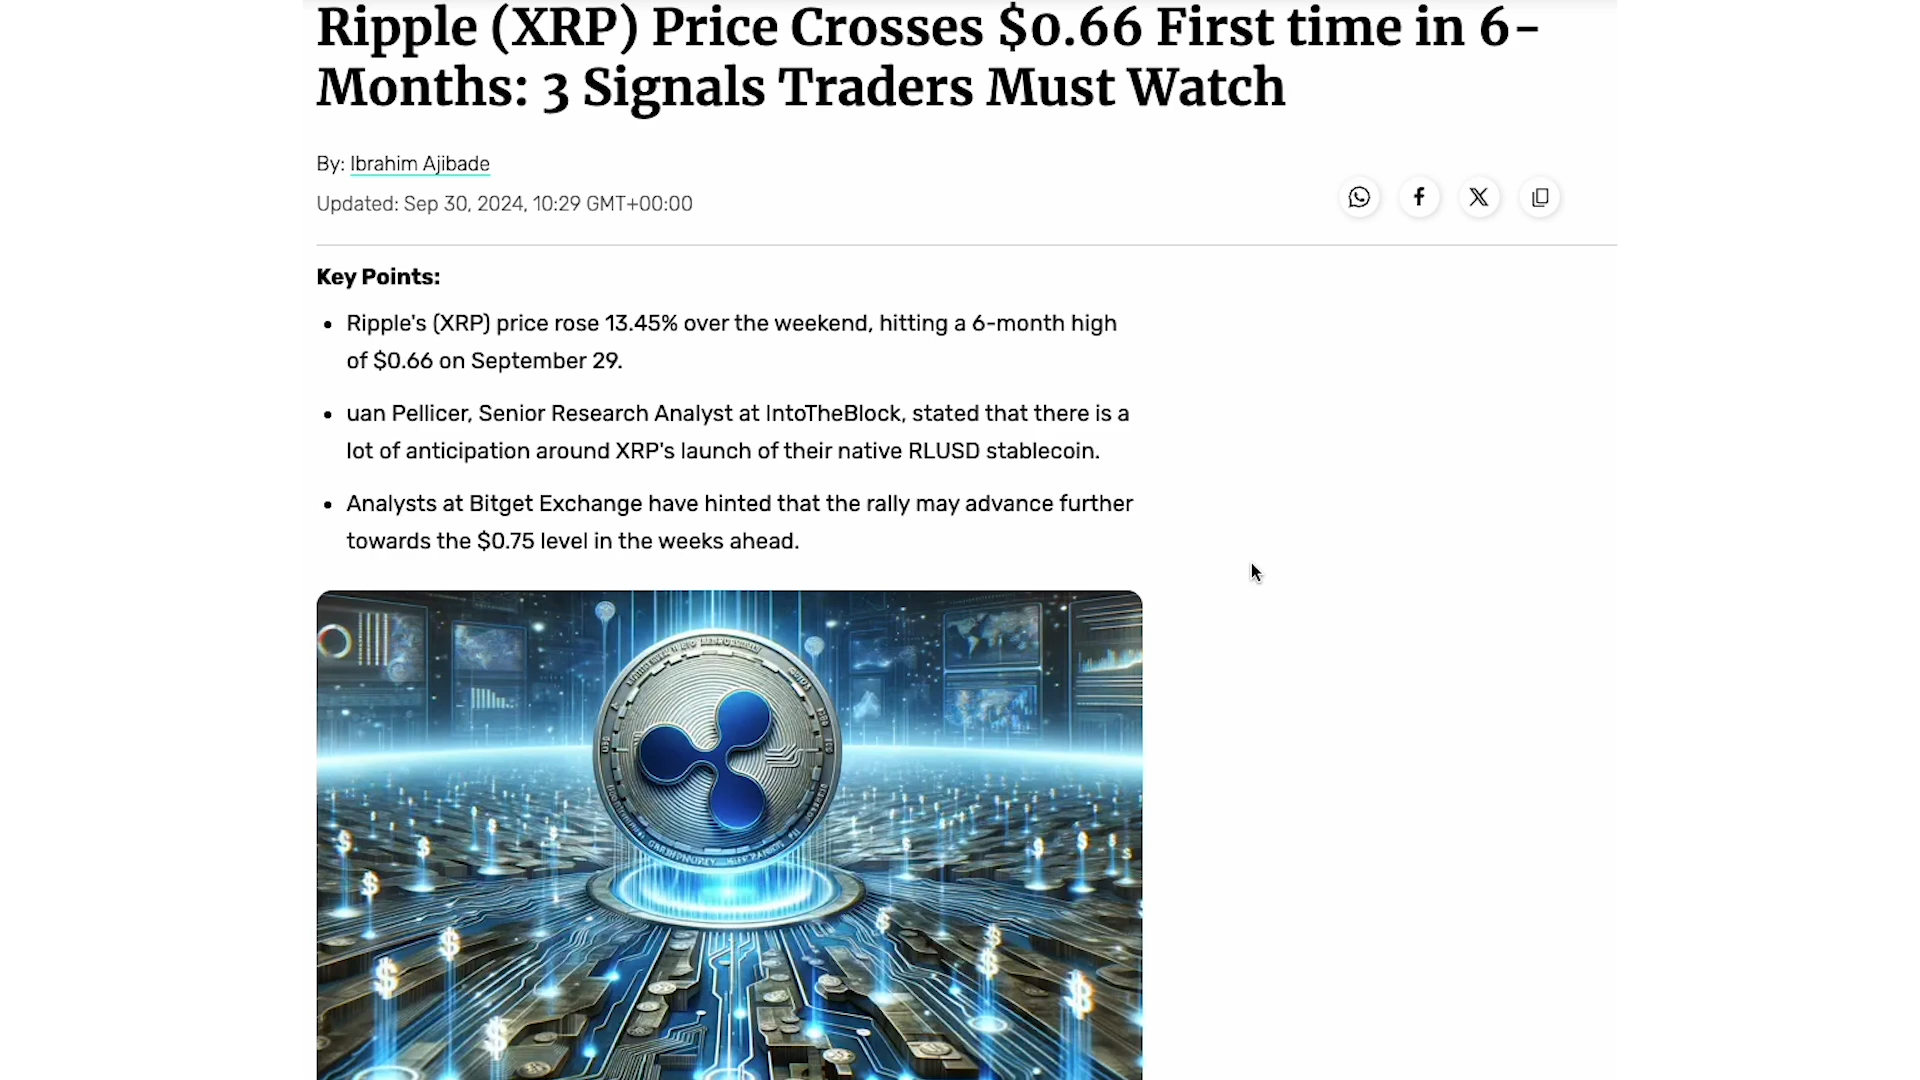 Ripple (XRP) Price Crosses $0.66 First time in 6-
Months: 3 Signals Traders Must Watch
By: Ibrahim Ajibade
Updated: Sep 30, 2024, 10:29 GMT+00:00
Key Points:
Ripple's (XRP) price rose 13.45% over the weekend, hitting a 6-month high
of $0.66 on September 29.
uan Pellicer, Senior Research Analyst at IntoTheBlock, stated that there is a
lot of anticipation around XRP's launch of their native RLUSD stablecoin.
Analysts at Bitget Exchange have hinted that the rally may advance further
towards the $0.75 level in the weeks ahead.